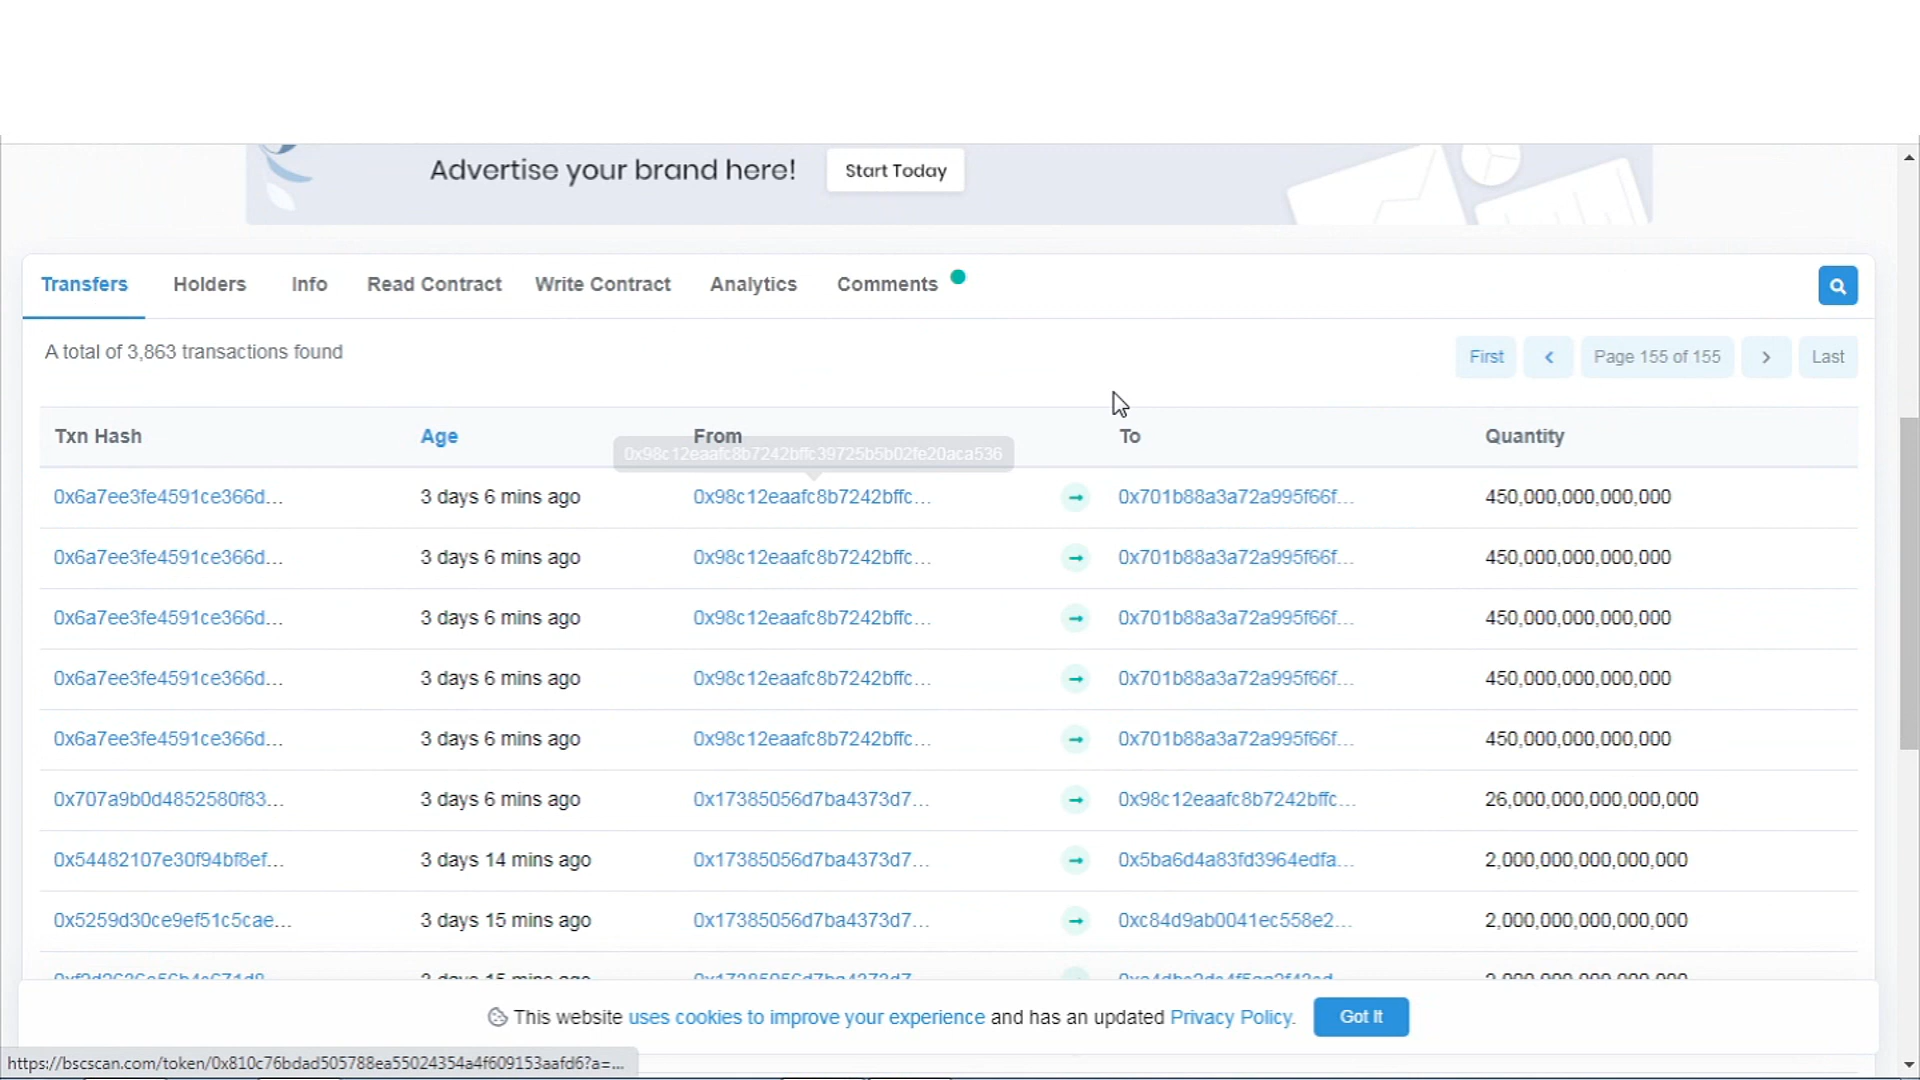 Advertise your brand here! Start Today
Transfers Holders Info Read Contract Write Contract Analytics Comments
A total of 3,863 transactions found First Page 155 of 155 Last
Txn Hash Age From To Quantity
0x98c12eaafc8b7242bffc39725b5b02fe20aca536
0x6a7ee3fe4591ce366d... 3 days 6 mins ago 0x98c12eaafc8b7242bffc... 0x701b88a3a72a995f66f... 450,000,000,000,000
0x6a7ee3fe4591ce366d... 3 days 6 mins ago 0x98c12eaafc8b7242bffc... 0x701b88a3a72a995f66f... 450,000,000,000,000
0x6a7ee3fe4591ce366d... 3 days 6 mins ago 0x98c12eaafc8b7242bffc... 0x701b88a3a72a995f66f... 450,000,000,000,000
0x6a7ee3fe4591ce366d... 3 days 6 mins ago 0x98c12eaafc8b7242bffc... 0x701b88a3a72a995f66f... 450,000,000,000,000
0x6a7ee3fe4591ce366d... 3 days 6 mins ago 0x98c12eaafc8b7242bffc... 0x701b88a3a72a995f66f... 450,000,000,000,000
0x707a9b0d4852580f83... 3 days 6 mins ago 0x17385056d7ba4373d7... 0x98c12eaafc8b7242bffc... 26,000,000,000,000,000
0x54482107e30f94bf8ef... 3 days 14 mins ago 0x17385056d7ba4373d7... 0x5ba6d4a83fd3964edfa... 2,000,000,000,000,000
0x5259d30ce9ef51c5cae... 3 days 15 mins ago 0x17385056d7ba4373d7... 0xc84d9ab0041ec558e2... 2,000,000,000,000,000
3 days 15 mins ago 0x17385056d7ba4373d7
This website uses cookies to improve your experience and has an updated Privacy Policy. Got It
https://bscscan.com/token/0x810c76bdad505788ea55024354a4f609153aafd6?a=...